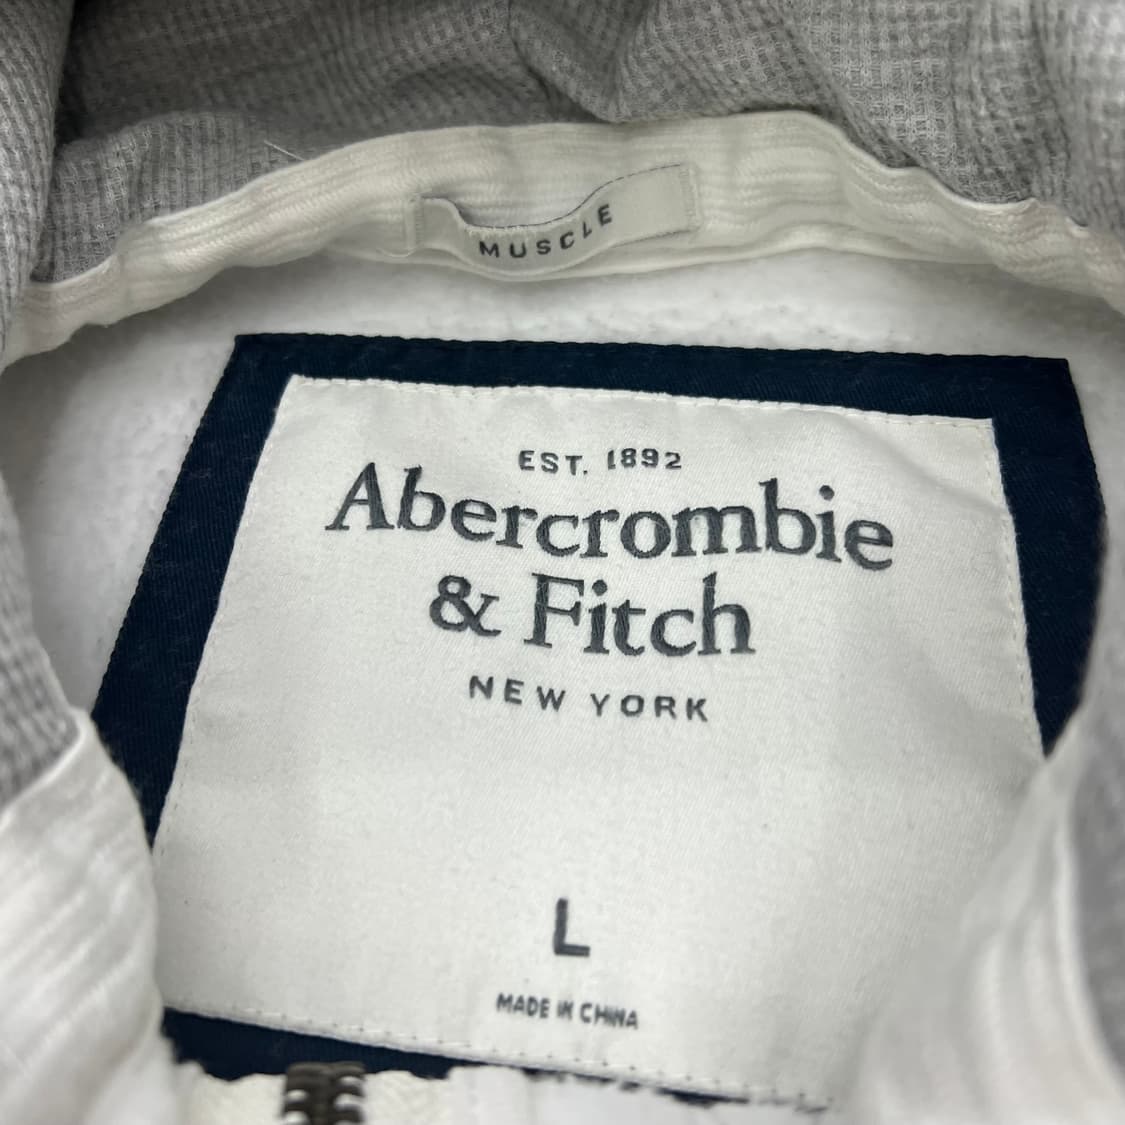 MUSCLE
EST. 1892
Abercrombie
& Fitch
NEW YORK
L
MADE IN CHINA